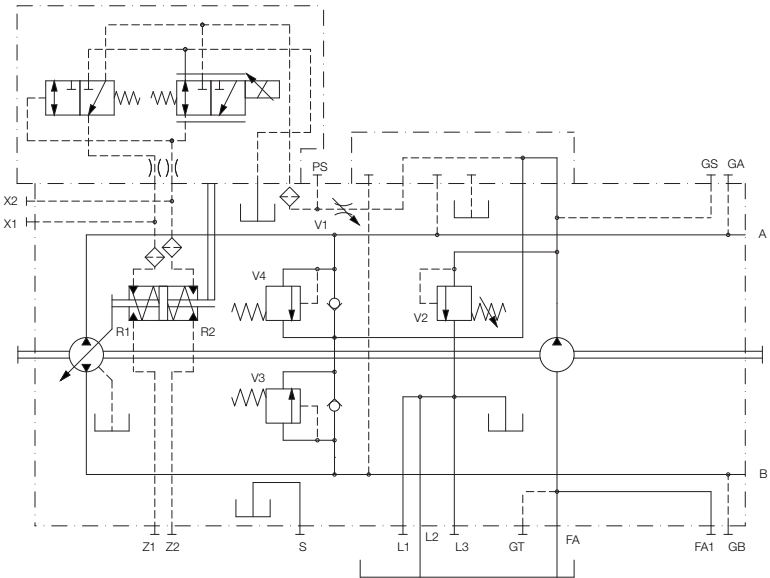 PS
GS GA
X2
X1
V1
A
V4
V2
R1 R2
V3
B
Z1 Z2 S L1 L2 L3 GT FA FA1 GB